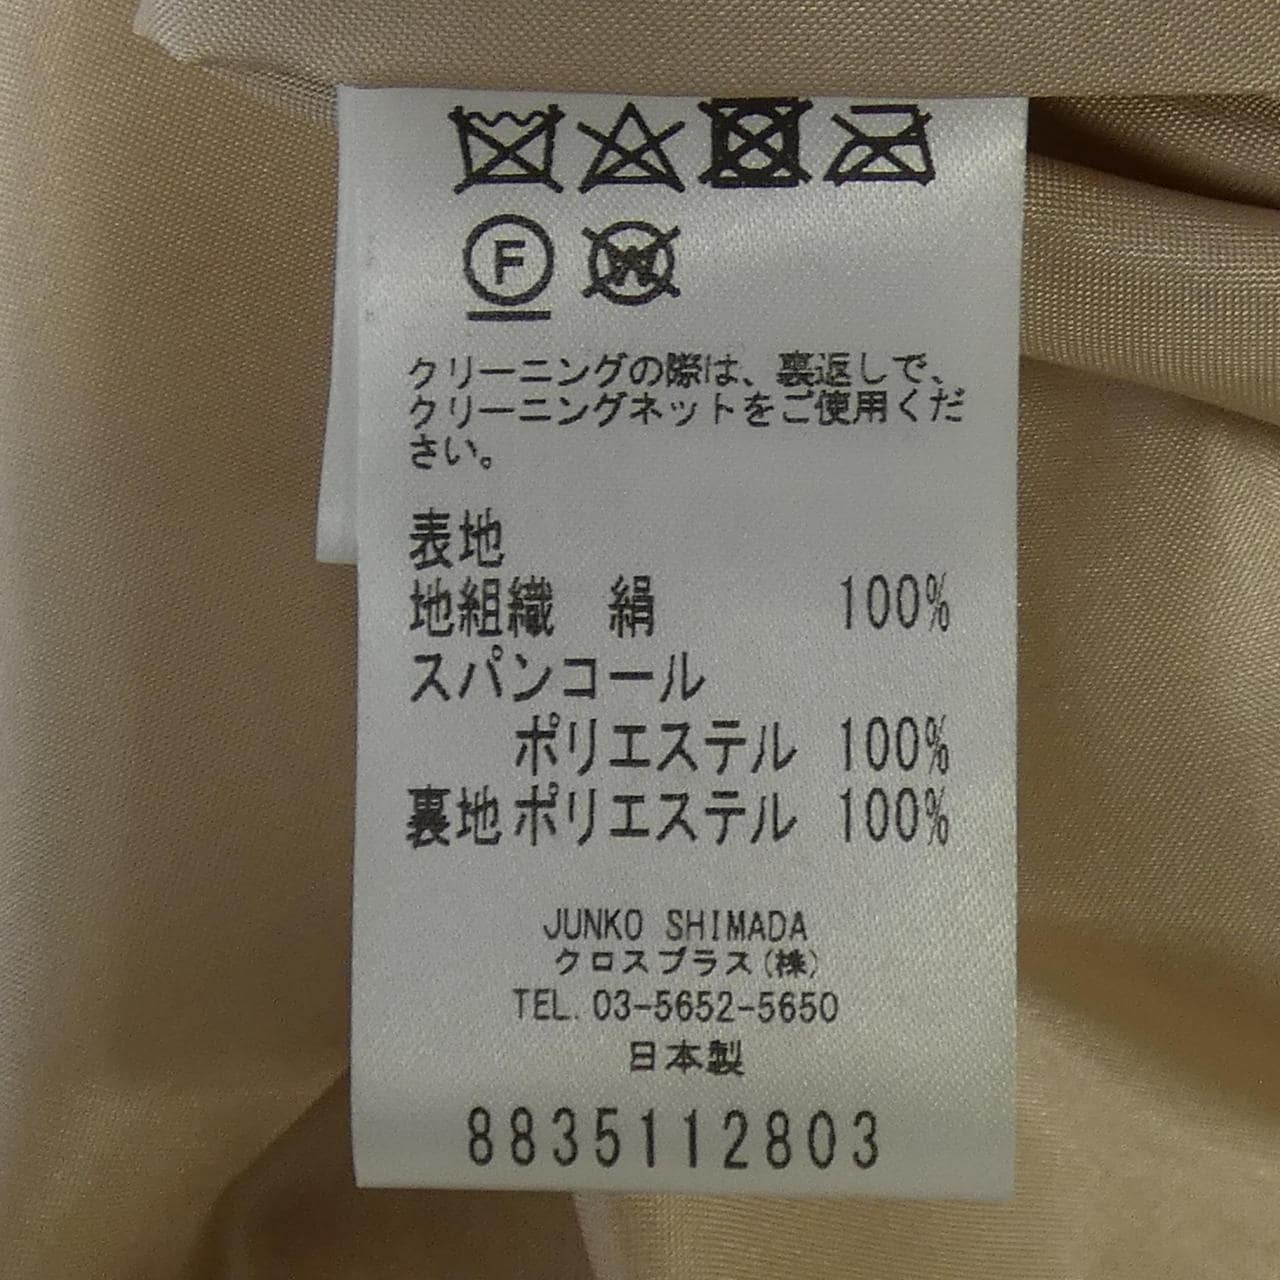 F W
クリーニングの際は、裏返しで、
クリーニングネットをご使用くだ
さい。
表地
地組織 絹 100%
スパンコール
ポリエステル 100%
裏地 ポリエステル 100%
JUNKO SHIMADA
クロスプラス(株)
TEL. 03-5652-5650
日本製
8835112803